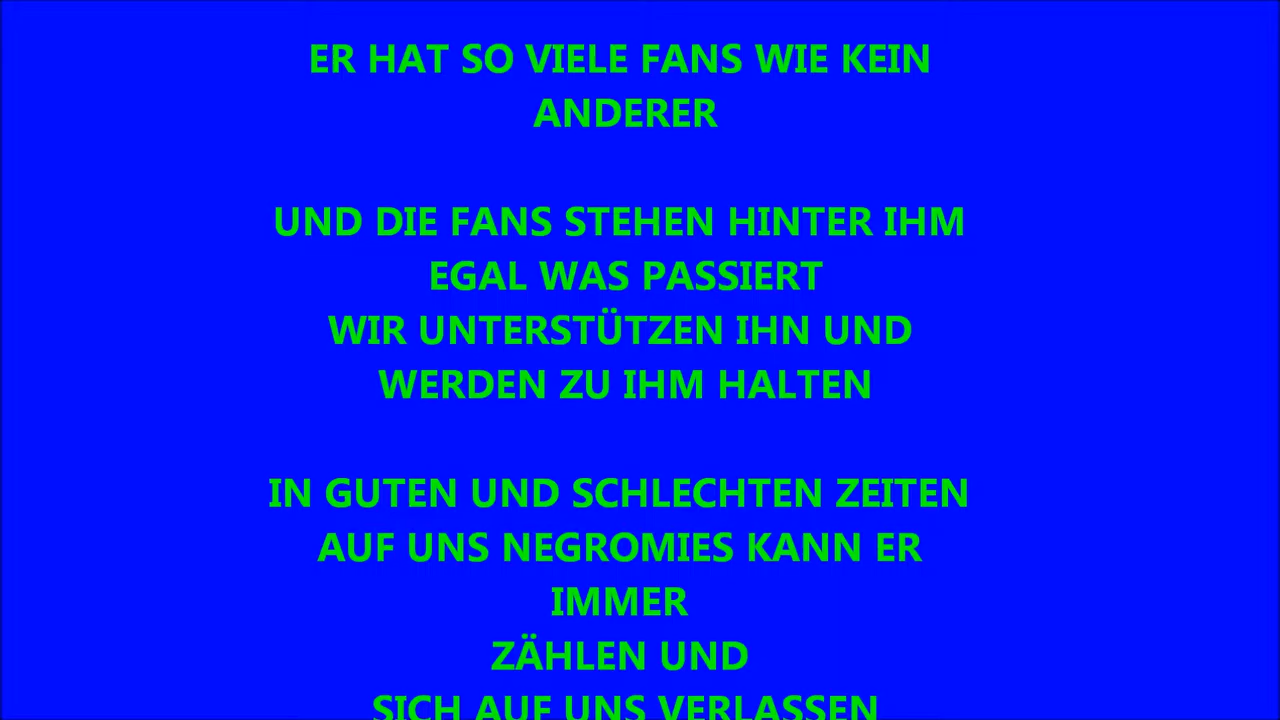 ER HAT SO VIELE FANS WIE KEIN
ANDERER
UND DIE FANS STEHEN HINTER IHM
EGAL WAS PASSIERT
WIR UNTERSTÜTZEN IHN UND
WERDEN ZU IHM HALTEN
IN GUTEN UND SCHLECHTEN ZEITEN
AUF UNS NEGROMIES KANN ER
IMMER
ZÄHLEN UND
SICH AUF UNS VERLASSEN